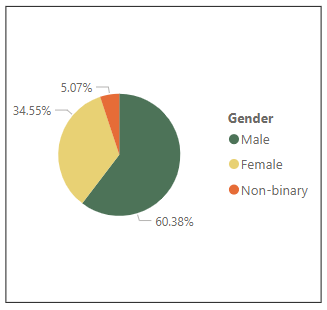 5.07%
34.55%
60.38%
Gender
Male
Female
Non-binary